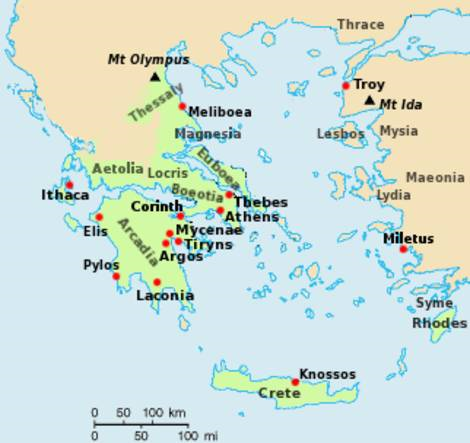 Thrace
Mt Olympus
Troy
Thessaly
Mt Ida
Meliboea
Magnesia
Lesbos
Mysia
Euboea
Aetolia
Locris
Maeonia
Ithaca
Boeotia
Thebes
Lydia
Corinth
Athens
Elis
Arcadia
Mycenae
Tiryns
Miletus
Argos
Pylos
Laconia
Syme
Rhodes
Knossos
Crete
0 50 100 km
0 50 100 mi